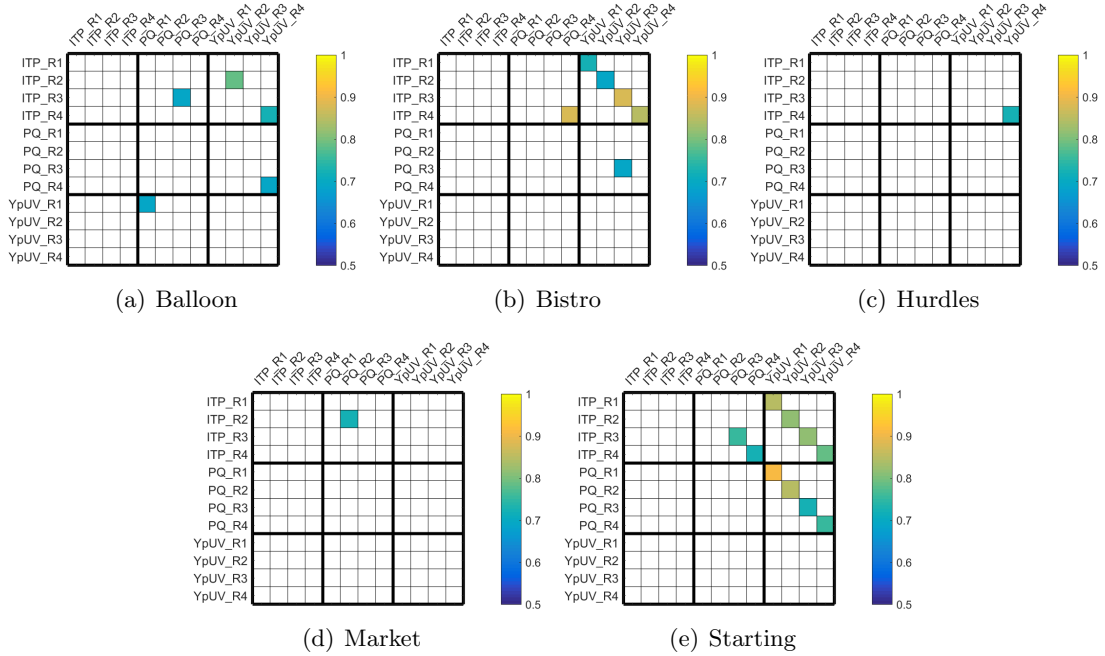 ITP_R1 ITP_R2 ITP_R3 ITP_R4 PQ_R1 PQ_R2 PQ_R3 PQ_R4 YpUV_R1 YpUV_R2 YpUV_R3 YpUV_R4
ITP_R1
ITP_R2
ITP_R3
ITP_R4
PQ_R1
PQ_R2
PQ_R3
PQ_R4
YpUV_R1
YpUV_R2
YpUV_R3
YpUV_R4
1
0.9
0.8
0.7
0.6
0.5
(a) Balloon
ITP_R1 ITP_R2 ITP_R3 ITP_R4 PQ_R1 PQ_R2 PQ_R3 PQ_R4 YpUV_R1 YpUV_R2 YpUV_R3 YpUV_R4
ITP_R1
ITP_R2
ITP_R3
ITP_R4
PQ_R1
PQ_R2
PQ_R3
PQ_R4
YpUV_R1
YpUV_R2
YpUV_R3
YpUV_R4
1
0.9
0.8
0.7
0.6
0.5
(b) Bistro
ITP_R1 ITP_R2 ITP_R3 ITP_R4 PQ_R1 PQ_R2 PQ_R3 PQ_R4 YpUV_R1 YpUV_R2 YpUV_R3 YpUV_R4
ITP_R1
ITP_R2
ITP_R3
ITP_R4
PQ_R1
PQ_R2
PQ_R3
PQ_R4
YpUV_R1
YpUV_R2
YpUV_R3
YpUV_R4
1
0.9
0.8
0.7
0.6
0.5
(c) Hurdles
ITP_R1 ITP_R2 ITP_R3 ITP_R4 PQ_R1 PQ_R2 PQ_R3 PQ_R4 YpUV_R1 YpUV_R2 YpUV_R3 YpUV_R4
ITP_R1
ITP_R2
ITP_R3
ITP_R4
PQ_R1
PQ_R2
PQ_R3
PQ_R4
YpUV_R1
YpUV_R2
YpUV_R3
YpUV_R4
1
0.9
0.8
0.7
0.6
0.5
(d) Market
ITP_R1 ITP_R2 ITP_R3 ITP_R4 PQ_R1 PQ_R2 PQ_R3 PQ_R4 YpUV_R1 YpUV_R2 YpUV_R3 YpUV_R4
ITP_R1
ITP_R2
ITP_R3
ITP_R4
PQ_R1
PQ_R2
PQ_R3
PQ_R4
YpUV_R1
YpUV_R2
YpUV_R3
YpUV_R4
1
0.9
0.8
0.7
0.6
0.5
(e) Starting